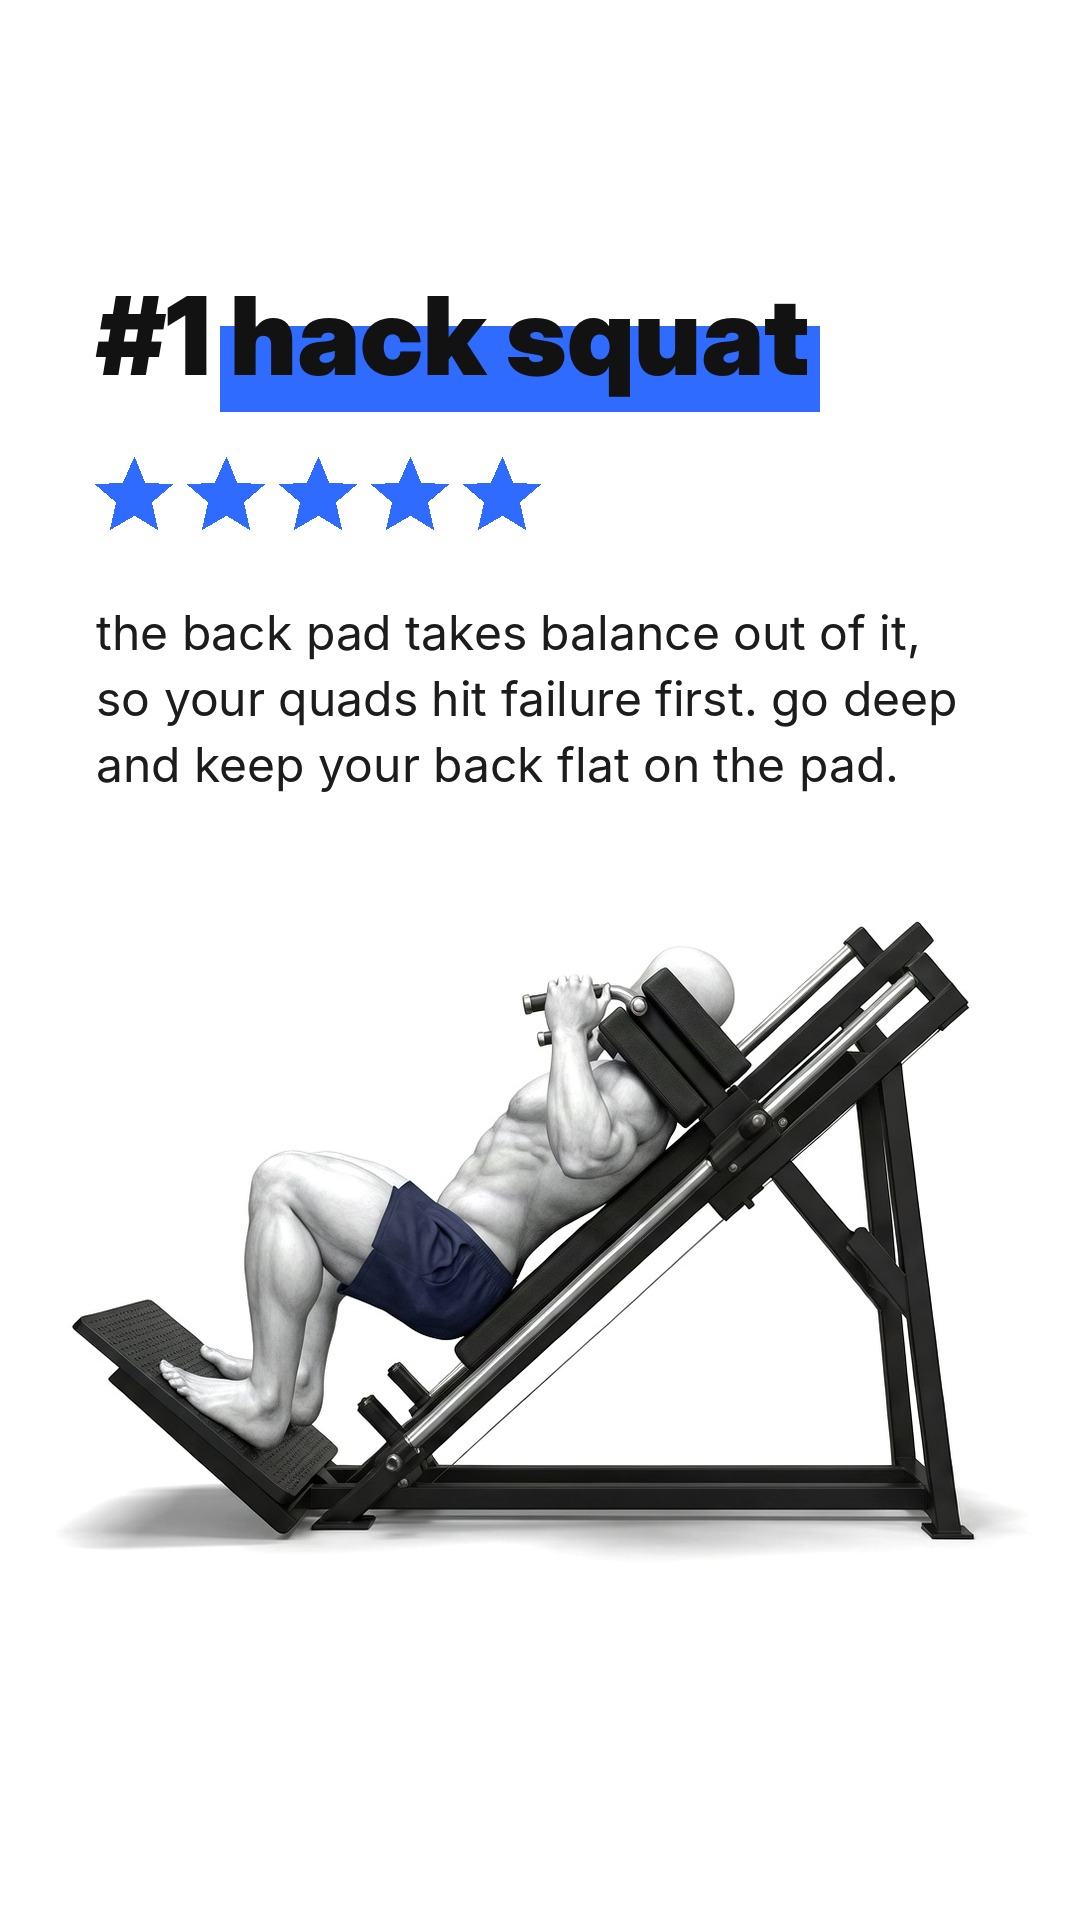 #1 hack squat
the back pad takes balance out of it,
so your quads hit failure first. go deep
and keep your back flat on the pad.